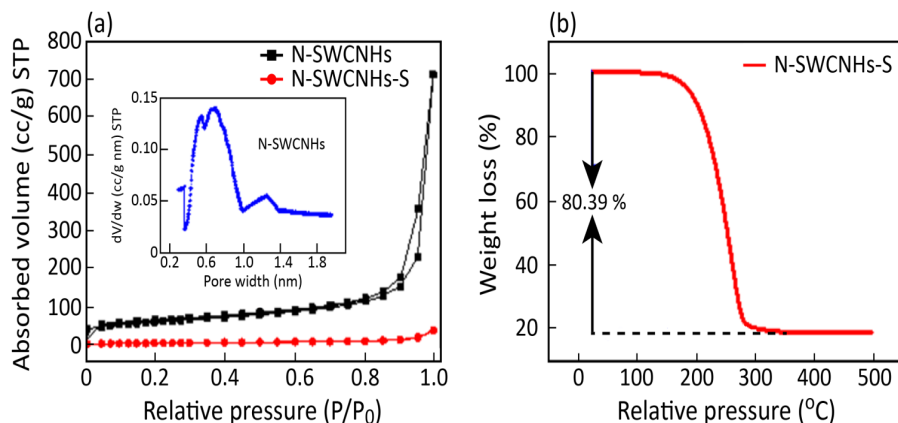 (a)
800
700
600
500
400
300
200
100
0
Absorbed volume (cc/g) STP
N-SWCNHs
N-SWCNHs-S
0.15
0.10
0.05
0
dV/dw (cc/g nm) STP
N-SWCNHs
0.2 0.6 1.0 1.4 1.8
Pore width (nm)
0 0.2 0.4 0.6 0.8 1.0
Relative pressure (P/P0)
(b)
N-SWCNHs-S
100
80
60
40
20
Weight loss (%)
80.39 %
0 100 200 300 400 500
Relative pressure (OC)